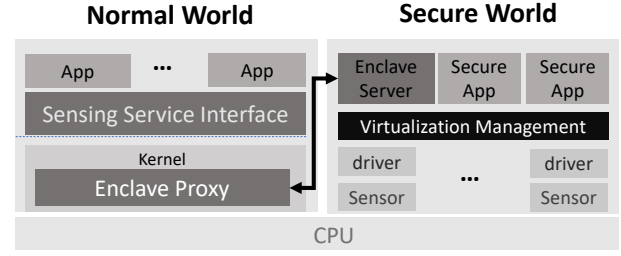 Normal World
Secure World
App
...
App
Sensing Service Interface
Kernel
Enclave Proxy
Enclave
Server
Secure
App
Secure
App
Virtualization Management
driver
Sensor
...
driver
Sensor
CPU